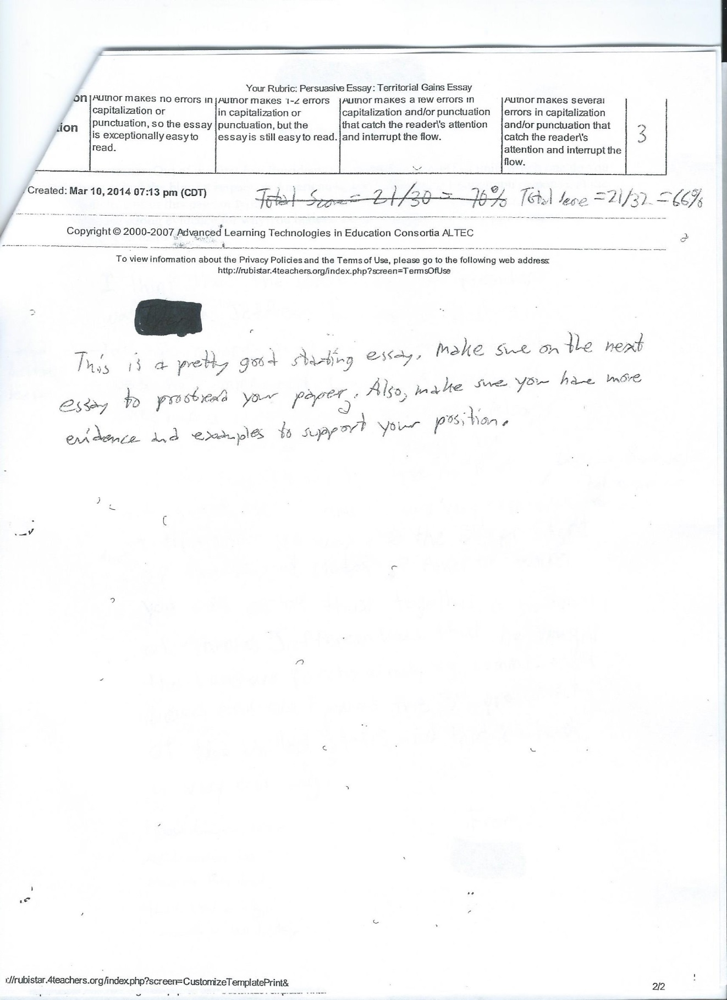 Your Rubric: Persuasive Essay: Territorial Gains Essay
on Author makes no errors in Author makes 1-2 errors Author makes a few errors in Author makes several
capitalization or in capitalization or capitalization and/or punctuation errors in capitalization
tion punctuation, so the essay punctuation, but the that catch the reader\'s attention and/or punctuation that 3
is exceptionally easy to essay is still easy to read. and interrupt the flow. catch the reader\'s
read. attention and interrupt the
flow.
Created: Mar 10, 2014 07:13 pm (CDT) Total Score = 21/30 = 70% Total Score = 21/32 = 66%
Copyright © 2000-2007 Advanced Learning Technologies in Education Consortia ALTEC
To view information about the Privacy Policies and the Terms of Use, please go to the following web address:
http://rubistar.4teachers.org/index.php?screen=TermsOfUse
This is a pretty good starting essay. Make sure on the next
essay to proofread your paper. Also, make sure you have more
evidence and examples to support your position.
://rubistar.4teachers.org/index.php?screen=CustomizeTemplatePrint&
2/2